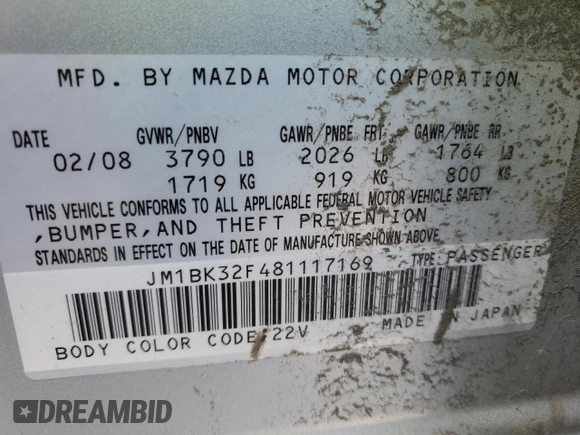 MFD. BY MAZDA MOTOR CORPORATION
DATE GVWR/PNBV GAWR/PNBE FRT GAWR/PNBE RR
02/08 3790 LB 2026 LB 1764 LB
1719 KG 919 KG 800 KG
THIS VEHICLE CONFORMS TO ALL APPLICABLE FEDERAL MOTOR VEHICLE SAFETY
,BUMPER,AND THEFT PREVENTION
STANDARDS IN EFFECT ON THE DATE OF MANUFACTURE SHOWN ABOVE
JM1BK32F481117169 TYPE:PASSENGER
BODY COLOR CODE:22V MADE IN JAPAN
DREAMBID